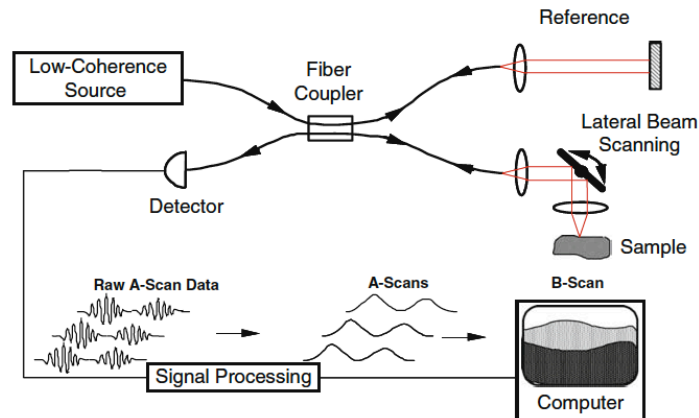 Reference
Low-Coherence
Source
Fiber
Coupler
Lateral Beam
Scanning
Detector
Sample
Raw A-Scan Data
A-Scans
B-Scan
Signal Processing
Computer